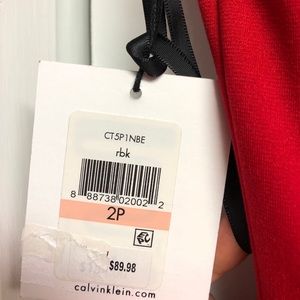 CT5P1NBE
rbk
8 88738 02002 2
2P
$89.98
calvinklein.com